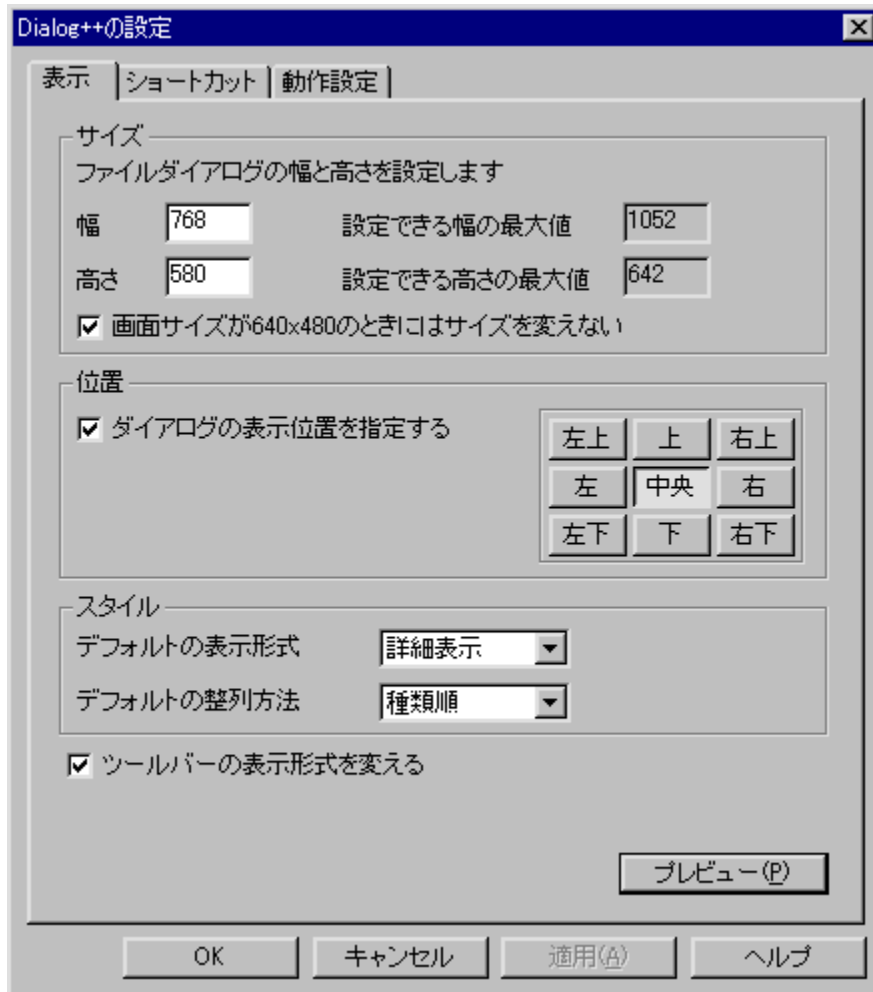 Dialog++の設定
表示 ショートカット 動作設定
サイズ
ファイルダイアログの幅と高さを設定します
幅 768 設定できる幅の最大値 1052
高さ 580 設定できる高さの最大値 642
画面サイズが640x480のときにはサイズを変えない
位置
ダイアログの表示位置を指定する
左上 上 右上
左 中央 右
左下 下 右下
スタイル
デフォルトの表示形式 詳細表示
デフォルトの整列方法 種類順
ツールバーの表示形式を変える
プレビュー(P)
OK キャンセル 適用(A) ヘルプ